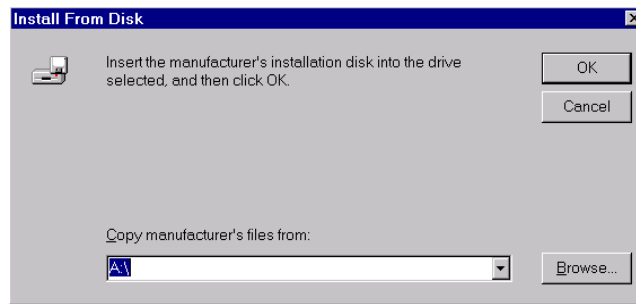 Install From Disk
Insert the manufacturer's installation disk into the drive
selected, and then click OK.
OK
Cancel
Copy manufacturer's files from:
A:\
Browse...